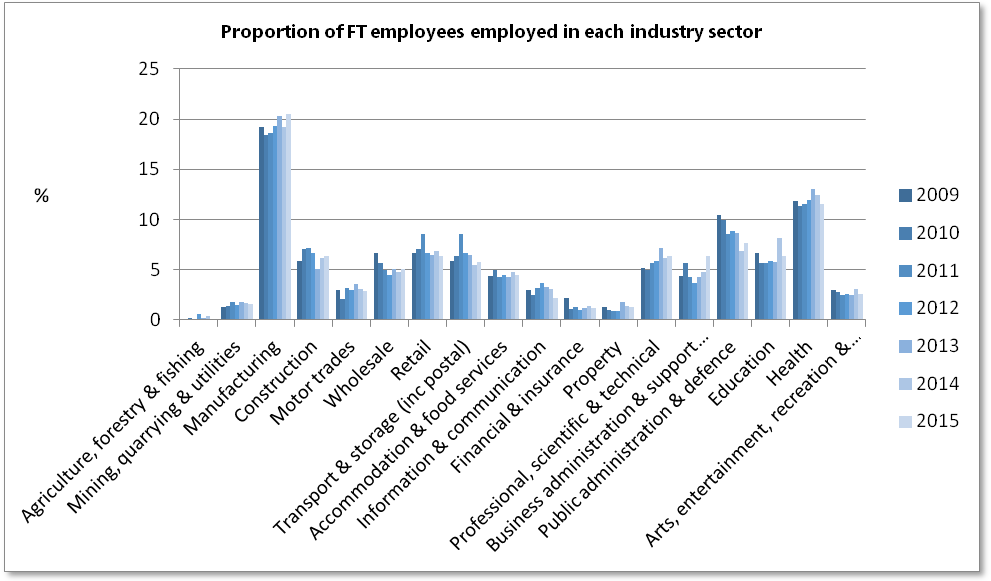 Proportion of FT employees employed in each industry sector
25
20
15
10
5
0
%
Agriculture, forestry & fishing
Mining, quarrying & utilities
Manufacturing
Construction
Motor trades
Wholesale
Retail
Transport & storage (inc postal)
Accommodation & food services
Information & communication
Financial & insurance
Property
Professional, scientific & technical
Business administration & support...
Public administration & defence
Education
Health
Arts, entertainment, recreation &...
2009
2010
2011
2012
2013
2014
2015